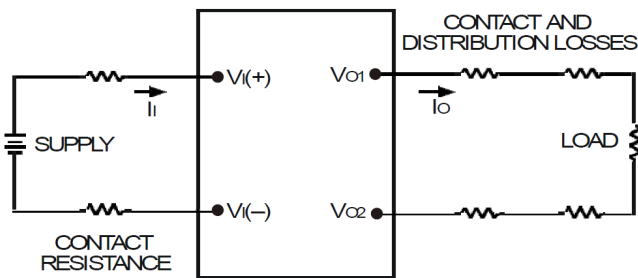 CONTACT AND
DISTRIBUTION LOSSES
VI(+)
VO1
II
IO
SUPPLY
LOAD
VI(–)
VO2
CONTACT
RESISTANCE